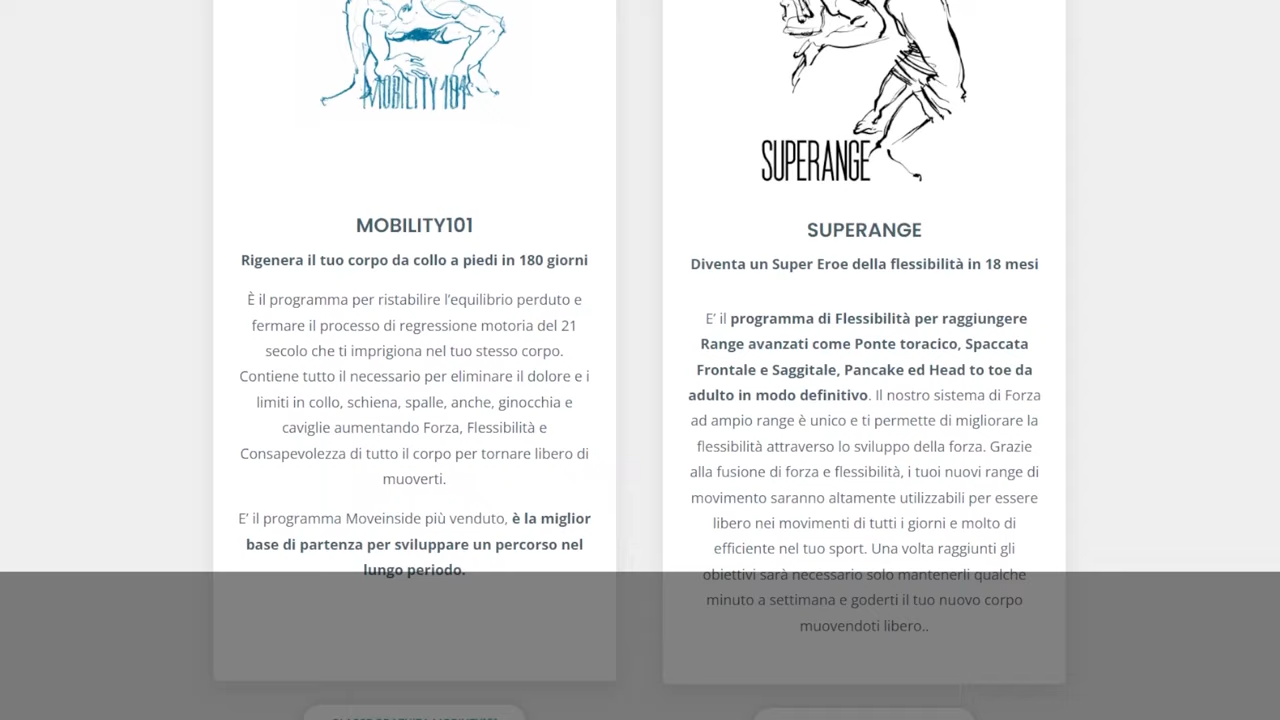 MOBILITY 101
MOBILITY101
Rigenera il tuo corpo da collo a piedi in 180 giorni
È il programma per ristabilire l'equilibrio perduto e
fermare il processo di regressione motoria del 21
secolo che ti imprigiona nel tuo stesso corpo.
Contiene tutto il necessario per eliminare il dolore e i
limiti in collo, schiena, spalle, anche, ginocchia e
caviglie aumentando Forza, Flessibilità e
Consapevolezza di tutto il corpo per tornare libero di
muoverti.
E' il programma Moveinside più venduto, è la miglior
base di partenza per sviluppare un percorso nel
lungo periodo.
SUPERANGE
SUPERANGE
Diventa un Super Eroe della flessibilità in 18 mesi
E' il programma di Flessibilità per raggiungere
Range avanzati come Ponte toracico, Spaccata
Frontale e Saggitale, Pancake ed Head to toe da
adulto in modo definitivo. Il nostro sistema di Forza
ad ampio range è unico e ti permette di migliorare la
flessibilità attraverso lo sviluppo della forza. Grazie
alla fusione di forza e flessibilità, i tuoi nuovi range di
movimento saranno altamente utilizzabili per essere
libero nei movimenti di tutti i giorni e molto di
efficiente nel tuo sport. Una volta raggiunti gli
obiettivi sarà necessario solo mantenerli qualche
minuto a settimana e goderti il tuo nuovo corpo
muovendoti libero..